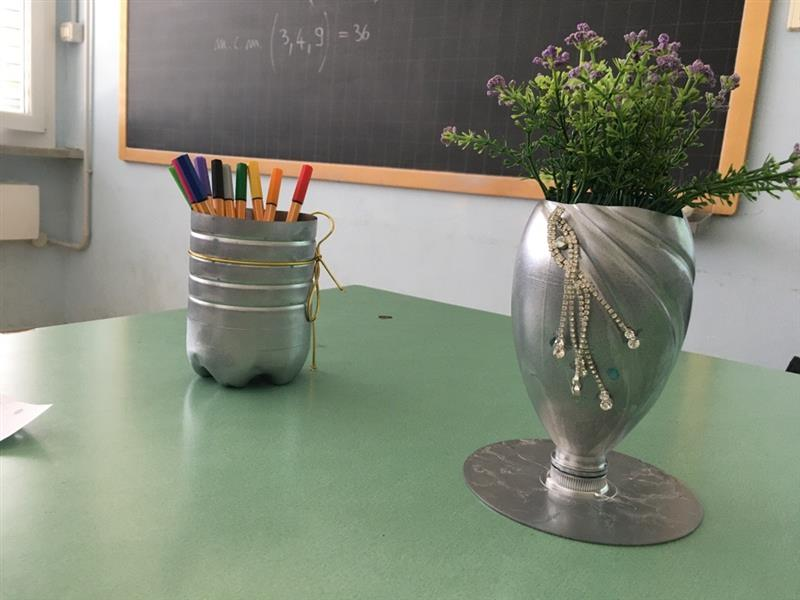 m.c.m. (3,4,9) = 36